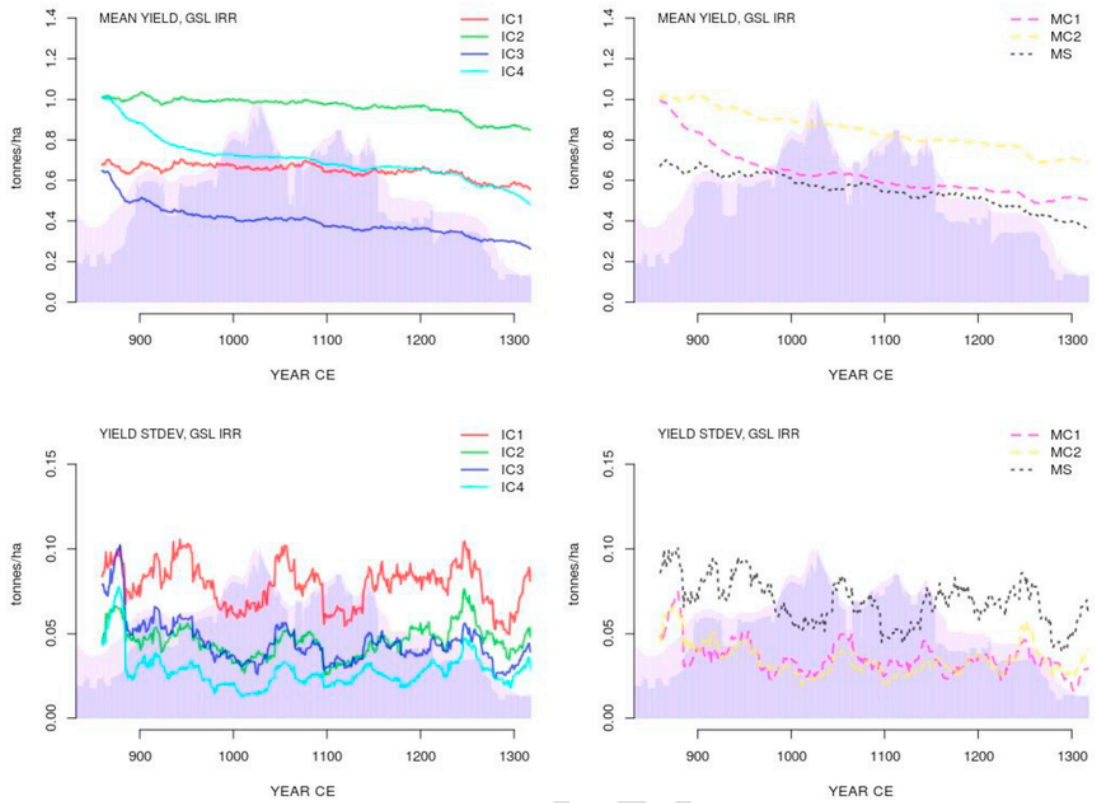 MEAN YIELD, GSL IRR
IC1
IC2
IC3
IC4
tonnes/ha
1.4
1.2
1.0
0.8
0.6
0.4
0.2
0.0
900 1000 1100 1200 1300
YEAR CE
MEAN YIELD, GSL IRR
MC1
MC2
MS
tonnes/ha
1.4
1.2
1.0
0.8
0.6
0.4
0.2
0.0
900 1000 1100 1200 1300
YEAR CE
YIELD STDEV, GSL IRR
IC1
IC2
IC3
IC4
tonnes/ha
0.15
0.10
0.05
0.00
900 1000 1100 1200 1300
YEAR CE
YIELD STDEV, GSL IRR
MC1
MC2
MS
tonnes/ha
0.15
0.10
0.05
0.00
900 1000 1100 1200 1300
YEAR CE